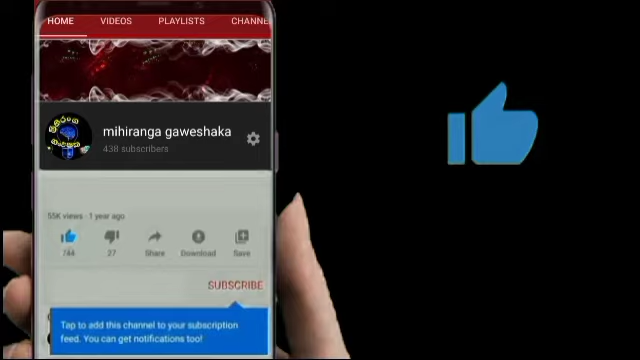 HOME VIDEOS PLAYLISTS CHANNE
mihiranga gaweshaka
438 subscribers
55K views · 1 year ago
744 27 Share Download Save
SUBSCRIBE
Tap to add this channel to your subscription
feed. You can get notifications too!